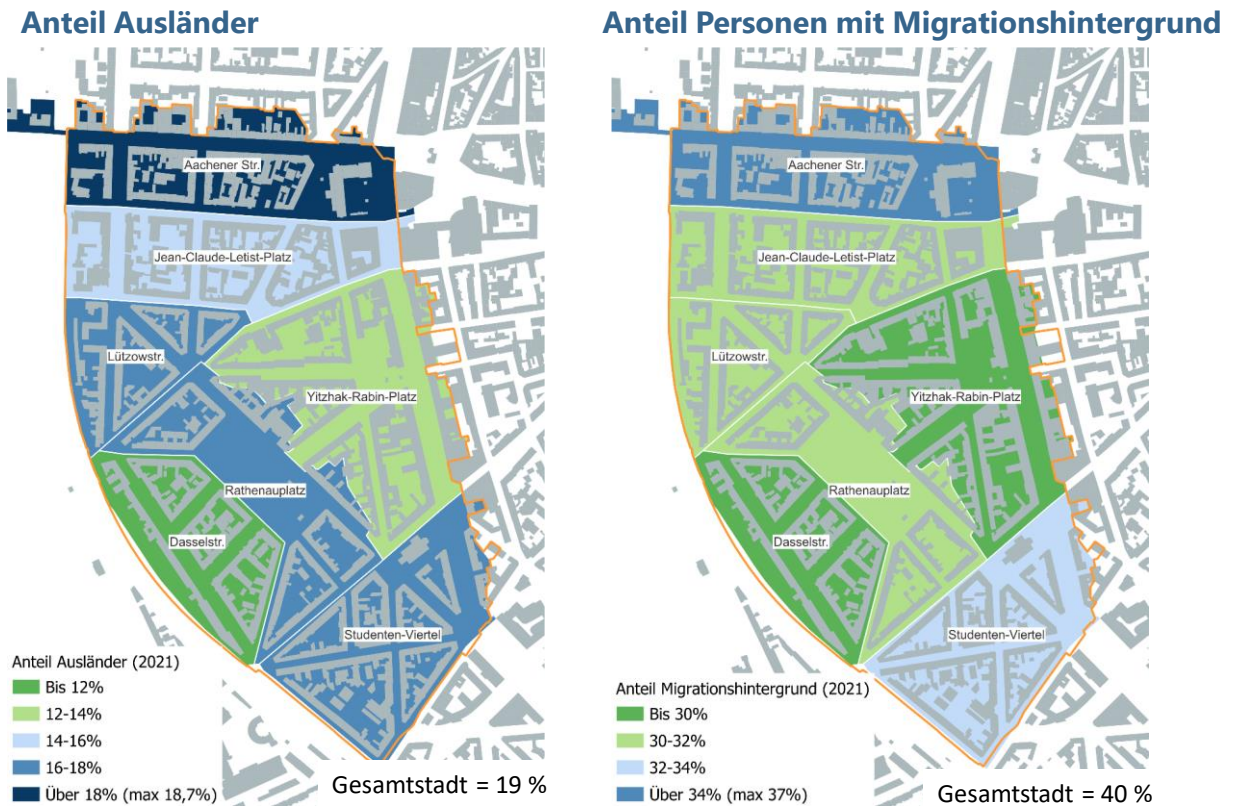 Anteil Ausländer
Aachener Str.
Jean-Claude-Letist-Platz
Lützowstr.
Yitzhak-Rabin-Platz
Rathenauplatz
Dasselstr.
Studenten-Viertel
Anteil Ausländer (2021)
Bis 12%
12-14%
14-16%
16-18%
Über 18% (max 18,7%)
Gesamtstadt = 19 %
Anteil Personen mit Migrationshintergrund
Aachener Str.
Jean-Claude-Letist-Platz
Lützowstr.
Yitzhak-Rabin-Platz
Rathenauplatz
Dasselstr.
Studenten-Viertel
Anteil Migrationshintergrund (2021)
Bis 30%
30-32%
32-34%
Über 34% (max 37%)
Gesamtstadt = 40 %